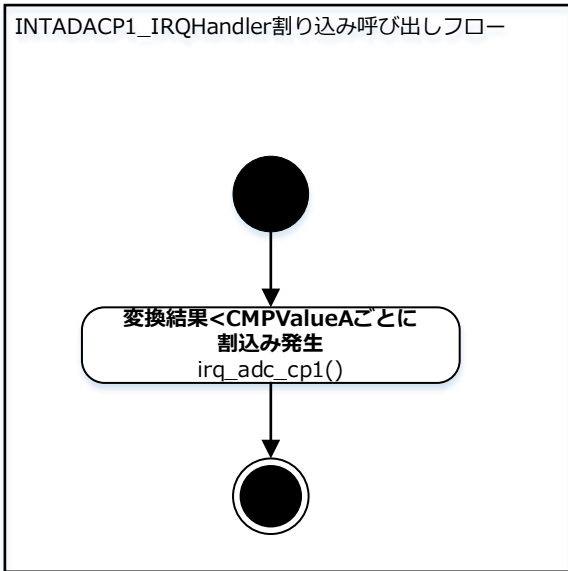 INTADACP1_IRQHandler割り込み呼び出しフロー
変換結果<CMPValueAごとに
割込み発生
irq_adc_cp1()